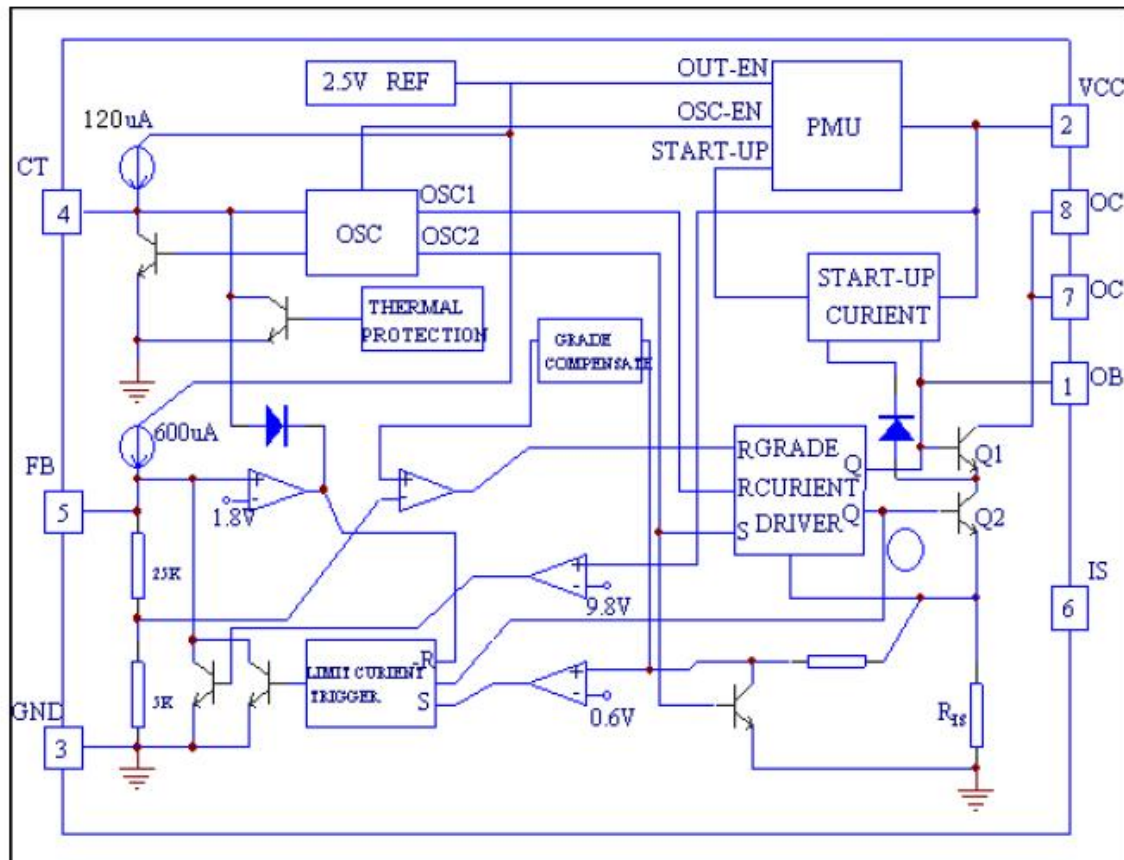 2.5V REF
OUT-EN
OSC-EN
START-UP
PMU
VCC
2
120uA
CT
4
OSC
OSC1
OSC2
OC
8
OC
7
START-UP
CURIENT
THERMAL
PROTECTION
GRADE
COMPENSATE
OB
1
600uA
FB
5
1.8V
RGRADE
Q
RCURIENT
DRIVER Q
S
Q1
Q2
IS
6
25K
9.8V
5K
LIMIT CURIENT
TRIGGER
-R
S
0.6V
RIS
GND
3
+
-
+
-
+
-
+
-